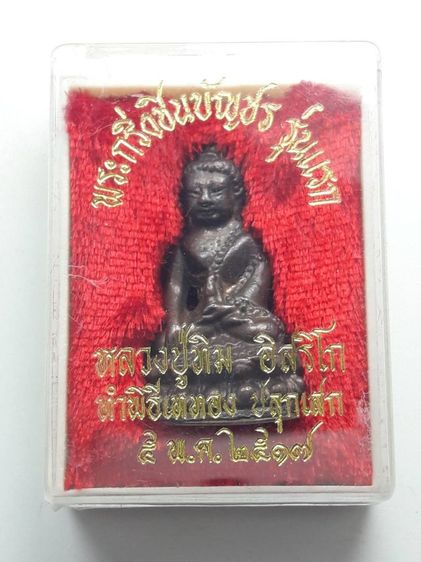 พระกริ่งชินบัญชร รุ่นแรก
หลวงปู่ทิม อิสริโก
ทำพิธีเททอง ปลุกเสก
๕ พ.ค.๒๕๑๗